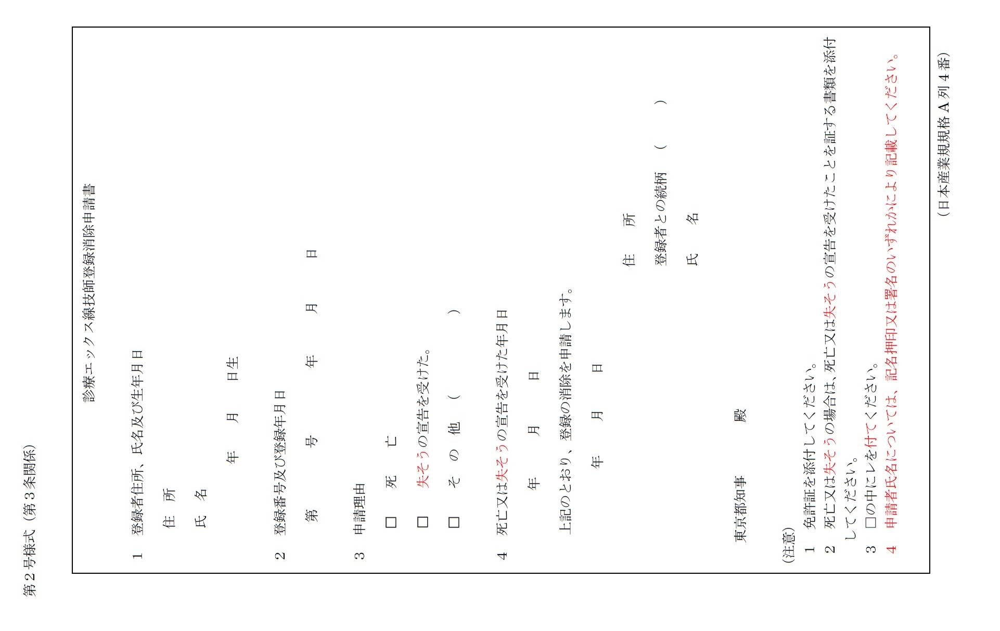 第２号様式（第３条関係）
診療エックス線技師登録消除申請書
１　登録者住所、氏名及び生年月日
住　所
氏　名
年　　月　　日生
２　登録番号及び登録年月日
第　　　　　号　　　　　年　　　月　　　日
３　申請理由
□　　死　　亡
□　　失そうの宣告を受けた。
□　　そ　の　他　（　　　　　）
４　死亡又は失そうの宣告を受けた年月日
年　　　月　　　日
上記のとおり、登録の消除を申請します。
年　　　月　　　日
住　　所
登録者との続柄　（　　　）
氏　　名
東京都知事　　　　殿
（注意）
１　免許証を添付してください。
２　死亡又は失そうの場合は、死亡又は失そうの宣告を受けたことを証する書類を添付
してください。
３　□の中にレを付てください。
４　申請者氏名については、記名押印又は署名のいずれかにより記載してください。
（日本産業規格Ａ列４番）